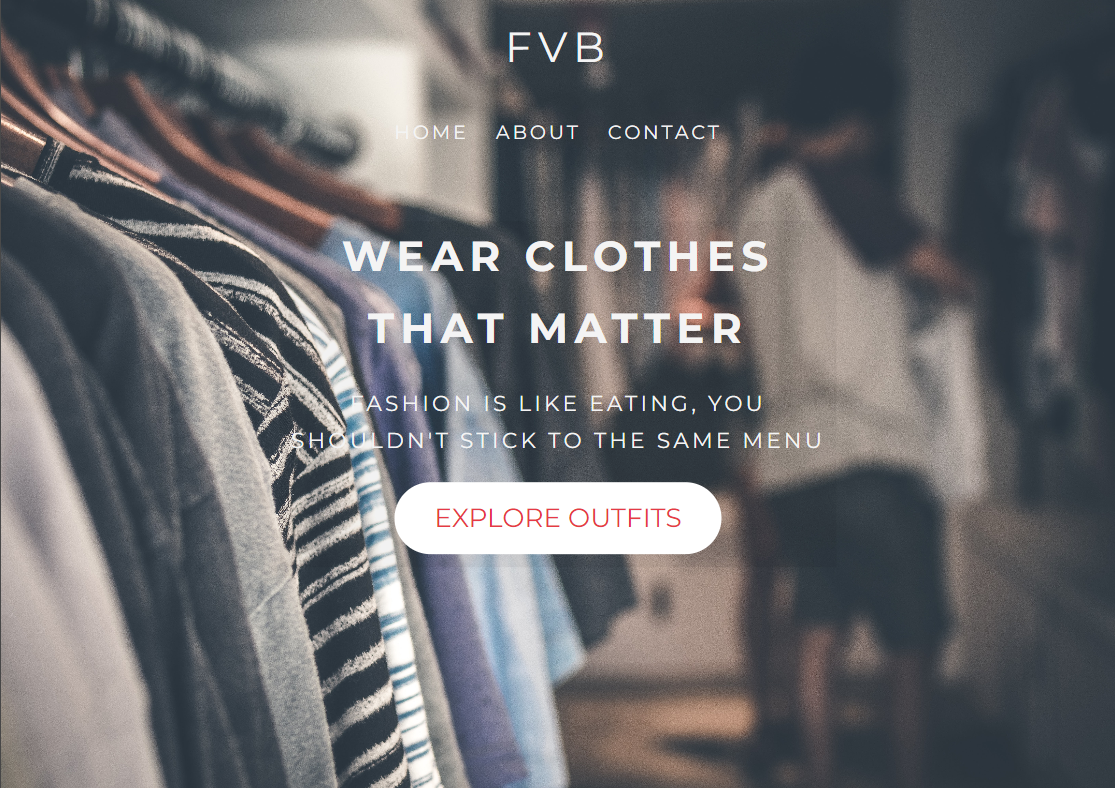 FVB
HOME ABOUT CONTACT
WEAR CLOTHES
THAT MATTER
FASHION IS LIKE EATING, YOU
SHOULDN'T STICK TO THE SAME MENU
EXPLORE OUTFITS